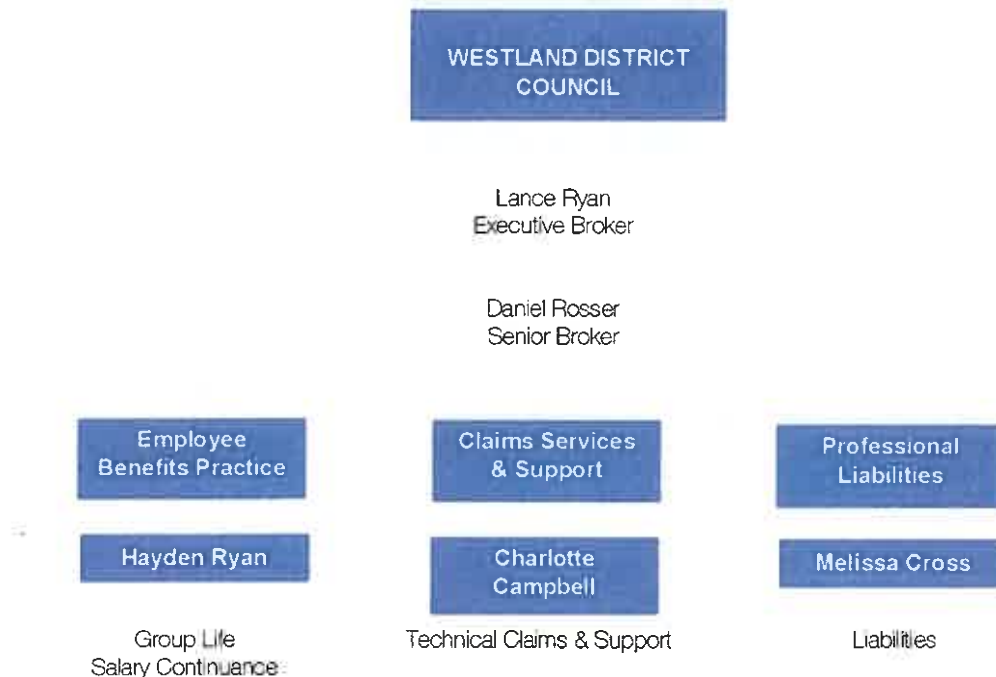 WESTLAND DISTRICT
COUNCIL
Lance Ryan
Executive Broker
Daniel Rosser
Senior Broker
Employee
Benefits Practice
Hayden Ryan
Group Life
Salary Continuance
Claims Services
& Support
Charlotte
Campbell
Technical Claims & Support
Professional
Liabilities
Melissa Cross
Liabilities